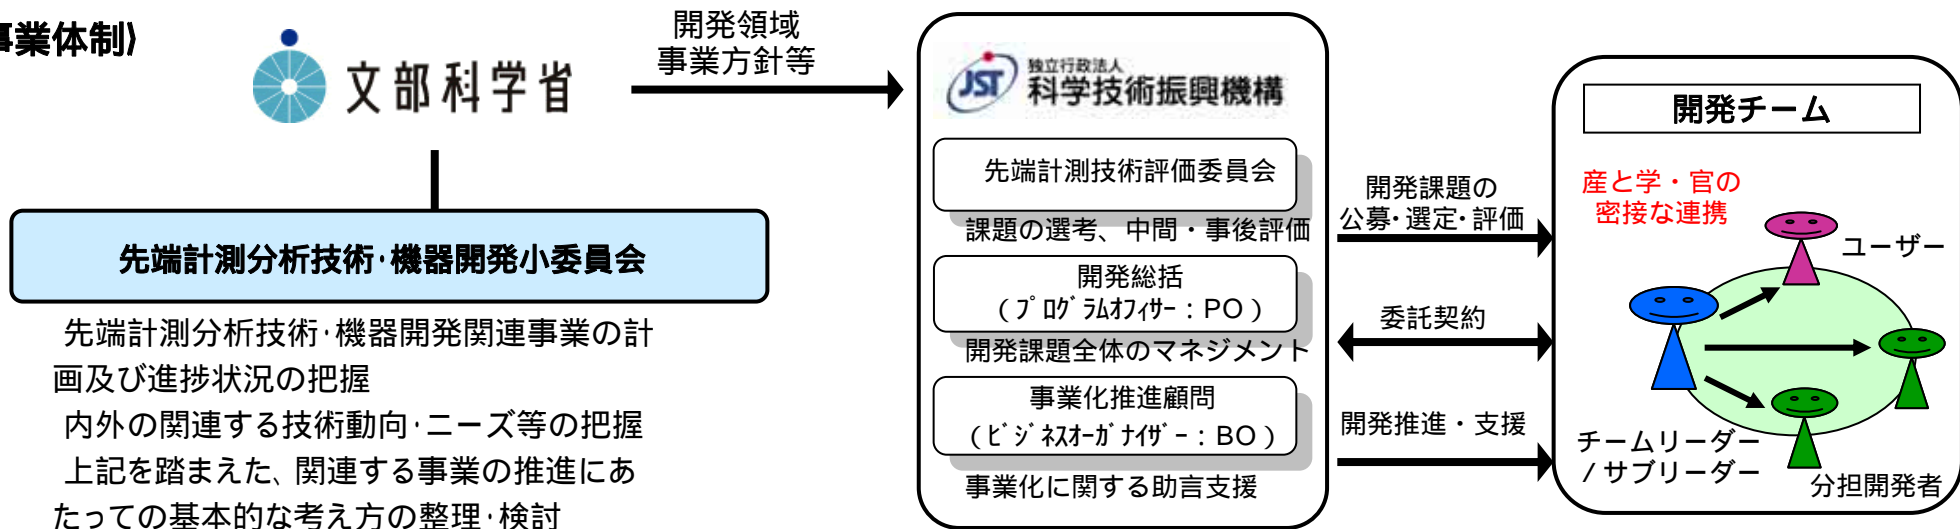 事業体制〉
文部科学省
開発領域
事業方針等
先端計測分析技術・機器開発小委員会
先端計測分析技術・機器開発関連事業の計
画及び進捗状況の把握
内外の関連する技術動向・ニーズ等の把握
上記を踏まえた、関連する事業の推進にあ
たっての基本的な考え方の整理・検討
JST
独立行政法人
科学技術振興機構
先端計測技術評価委員会
課題の選考、中間・事後評価
開発総括
（ﾌﾟﾛｸﾞﾗﾑｵﾌｨｻｰ：PO）
開発課題全体のマネジメント
事業化推進顧問
（ﾋﾞｼﾞﾈｽｵｰｶﾞﾅｲｻﾞｰ：BO）
事業化に関する助言支援
開発課題の
公募・選定・評価
委託契約
開発推進・支援
開発チーム
産と学・官の
密接な連携
ユーザー
チームリーダー
/サブリーダー
分担開発者